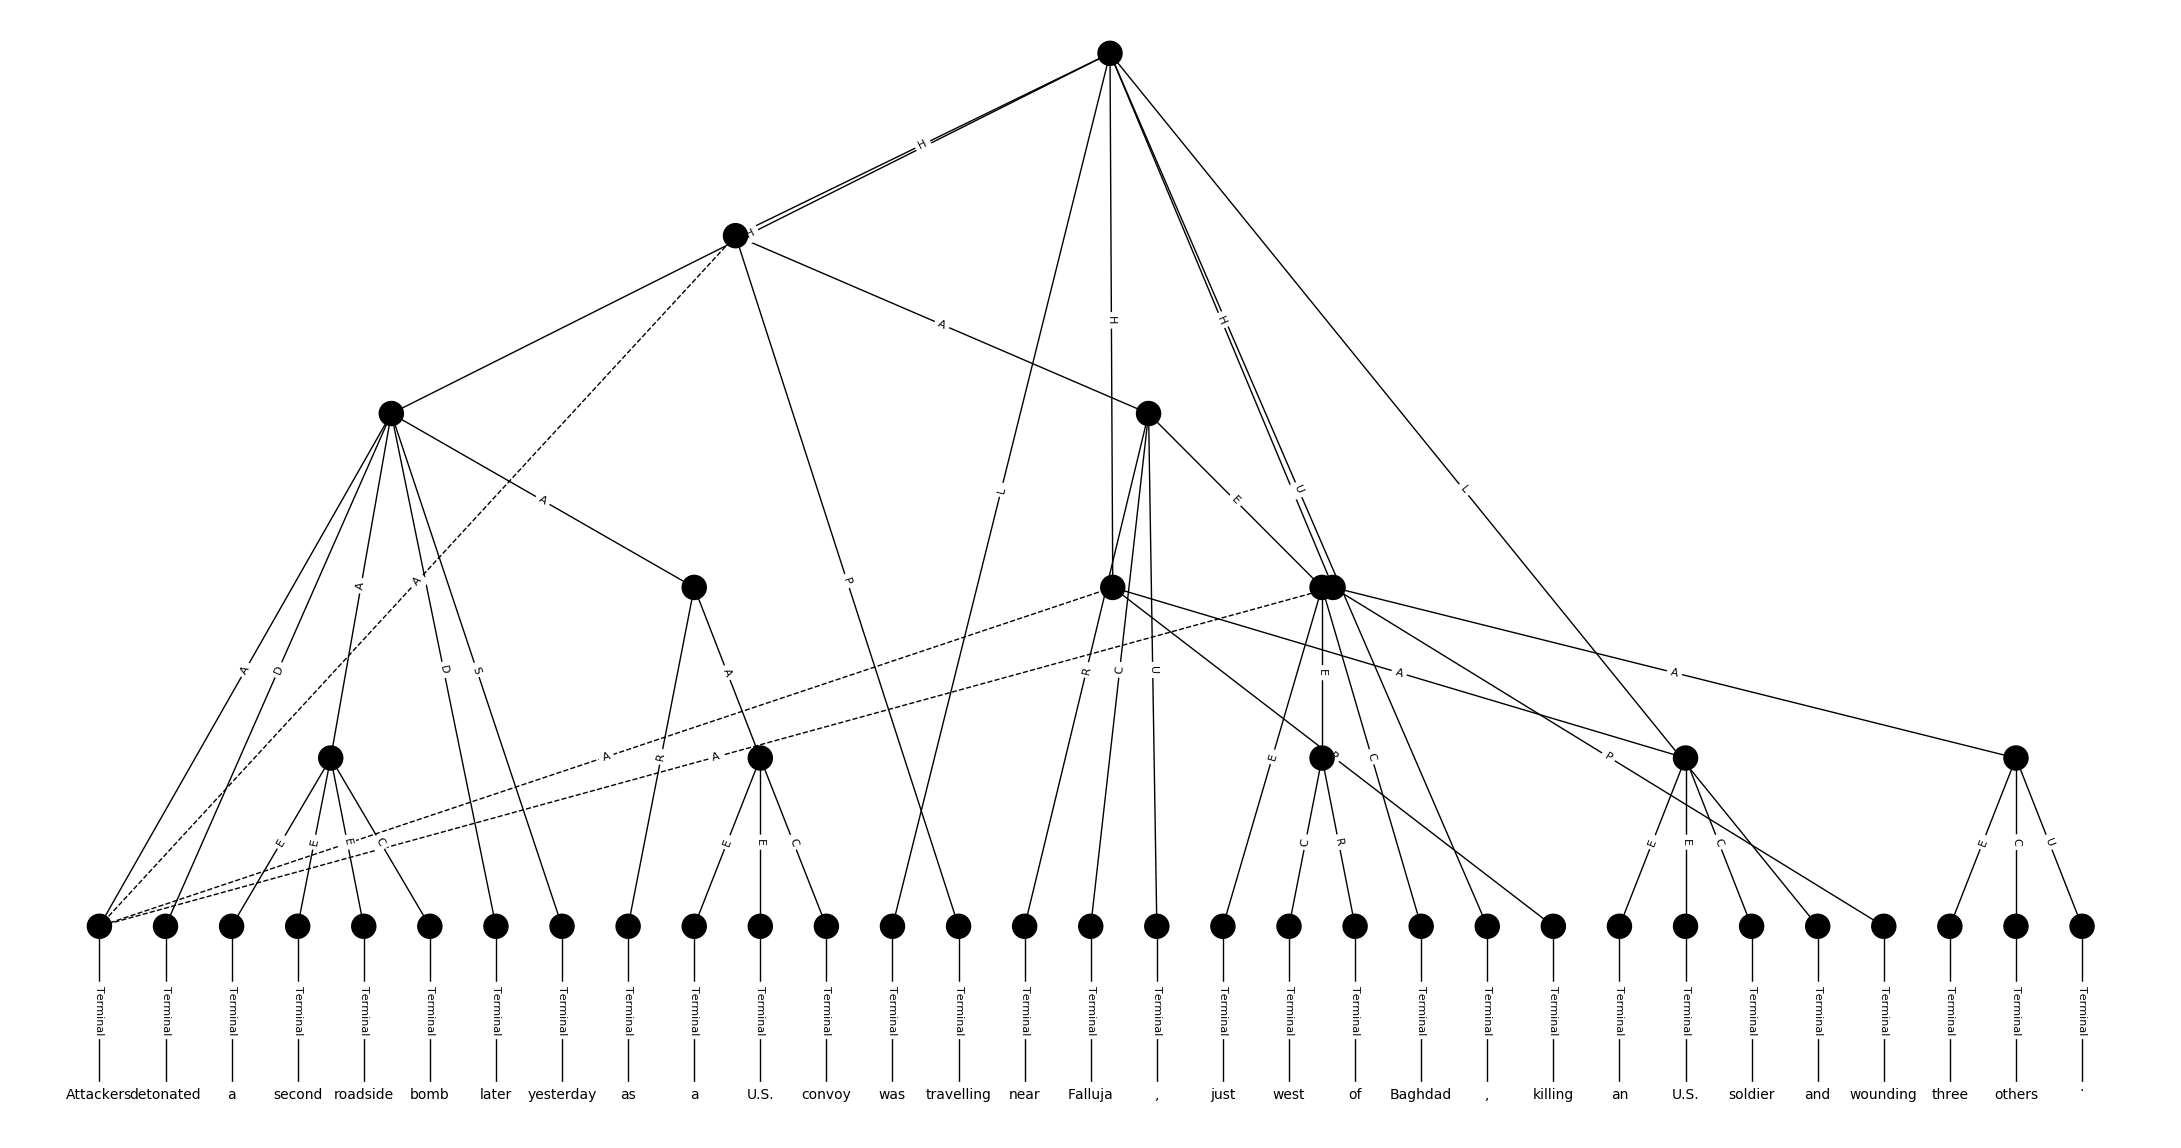 H
H
A
L
H
H
U
L
A
E
P
A
A
A
D
D
S
A
R
C
U
A
E
A
A
A
R
E
C
R
P
E
E
E
C
E
E
C
C
R
E
E
C
E
C
U
Terminal Terminal Terminal Terminal Terminal Terminal Terminal Terminal Terminal Terminal Terminal Terminal Terminal Terminal Terminal Terminal Terminal Terminal Terminal Terminal Terminal Terminal Terminal Terminal Terminal Terminal Terminal Terminal Terminal Terminal Terminal
Attackers detonated a second roadside bomb later yesterday as a U.S. convoy was travelling near Falluja , just west of Baghdad , killing an U.S. soldier and wounding three others .